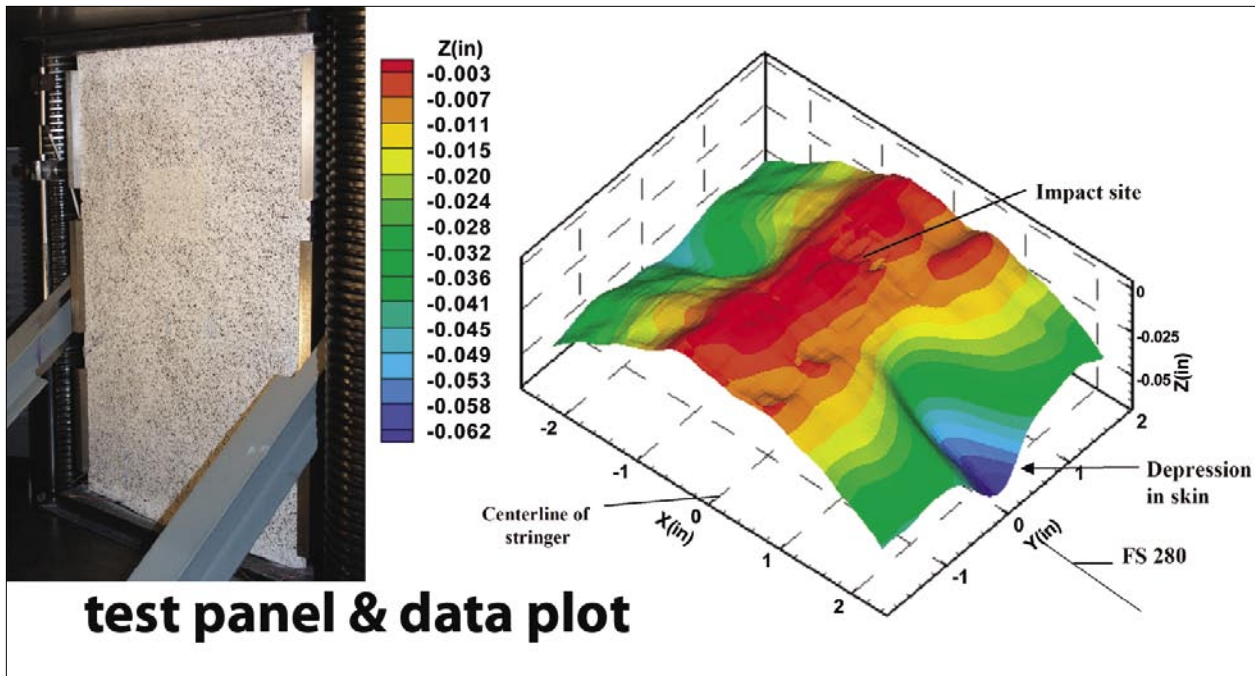 Z(in)
-0.003
-0.007
-0.011
-0.015
-0.020
-0.024
-0.028
-0.032
-0.036
-0.041
-0.045
-0.049
-0.053
-0.058
-0.062
Impact site
0
-0.025
-0.05
Z(in)
2
1
0
-1
Y(in)
-2
-1
0
1
2
X(in)
Depression
in skin
Centerline of
stringer
FS 280
test panel & data plot